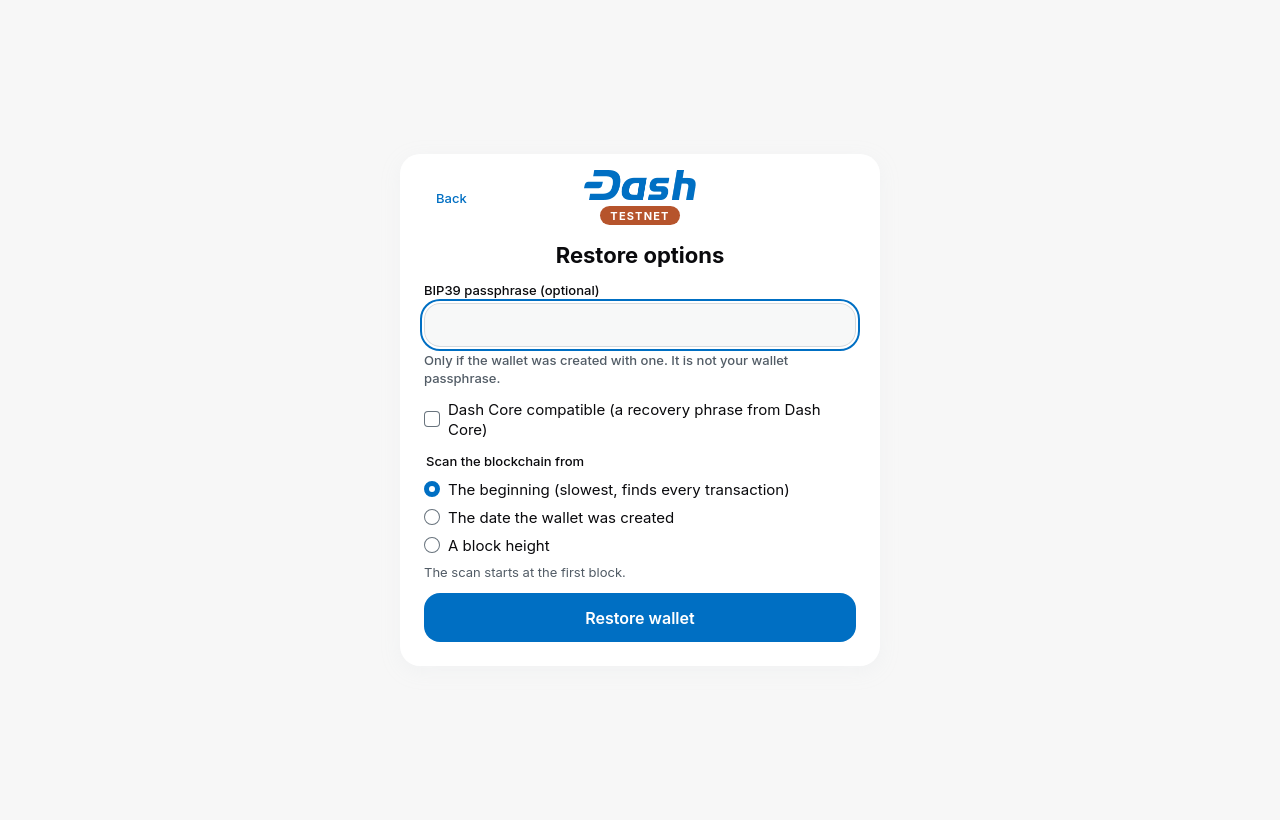 Back
Dash
TESTNET
Restore options
BIP39 passphrase (optional)
Only if the wallet was created with one. It is not your wallet
passphrase.
Dash Core compatible (a recovery phrase from Dash
Core)
Scan the blockchain from
The beginning (slowest, finds every transaction)
The date the wallet was created
A block height
The scan starts at the first block.
Restore wallet